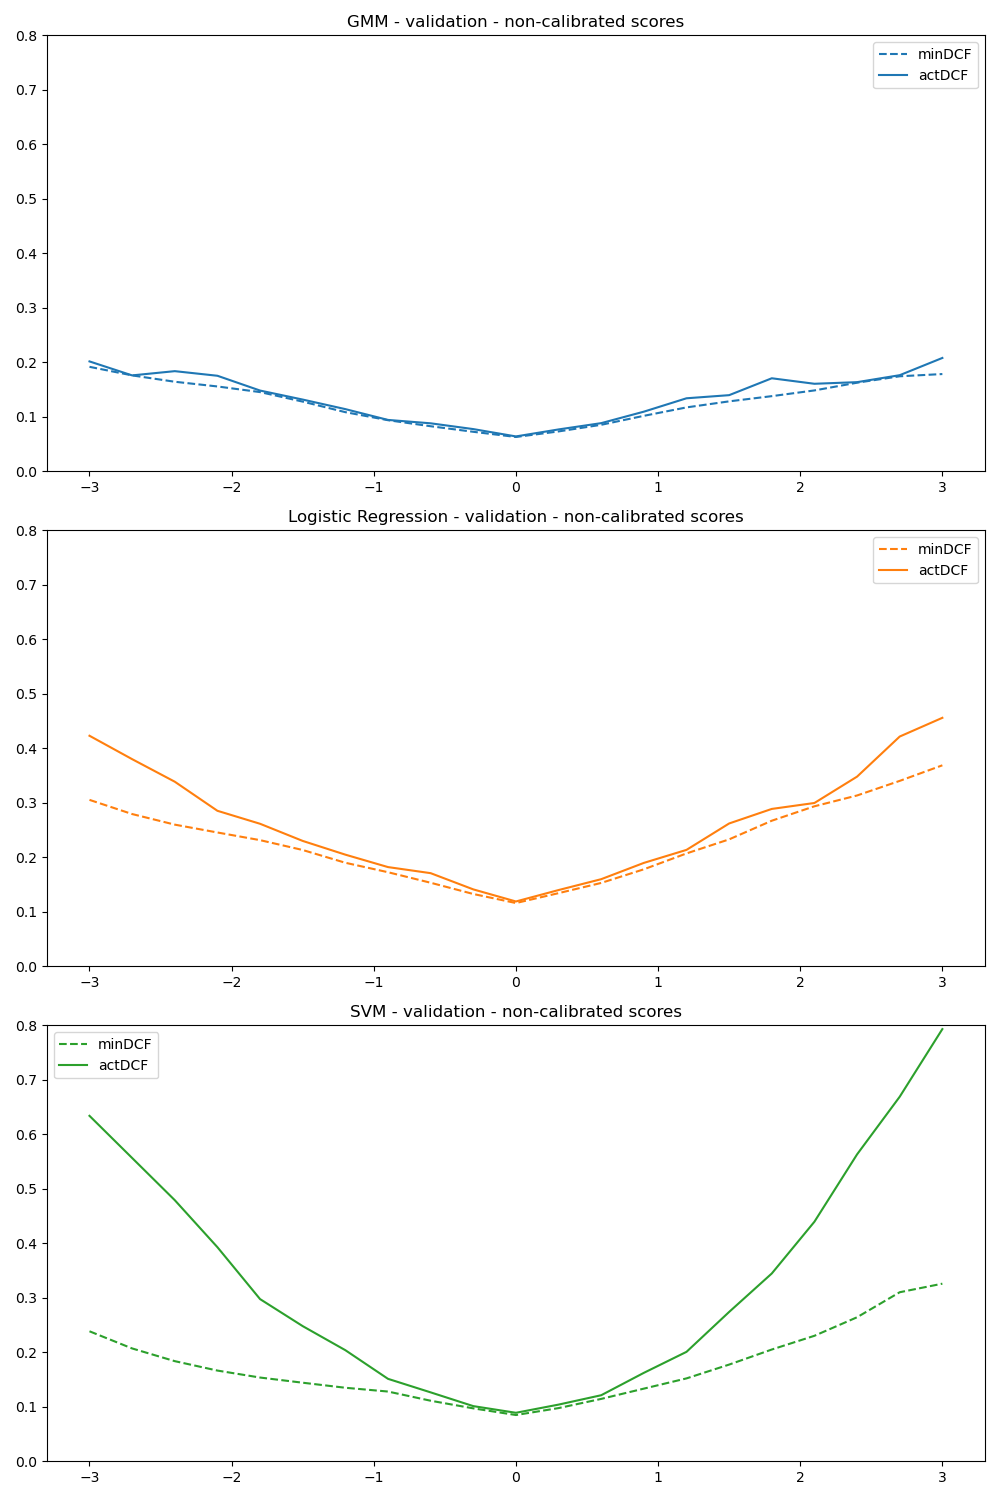 GMM - validation - non-calibrated scores
0.8
minDCF
actDCF
0.7
0.6
0.5
0.4
0.3
0.2
0.1
0.0
−3 −2 −1 0 1 2 3
Logistic Regression - validation - non-calibrated scores
0.8
minDCF
actDCF
0.7
0.6
0.5
0.4
0.3
0.2
0.1
0.0
−3 −2 −1 0 1 2 3
SVM - validation - non-calibrated scores
0.8
minDCF
actDCF
0.7
0.6
0.5
0.4
0.3
0.2
0.1
0.0
−3 −2 −1 0 1 2 3